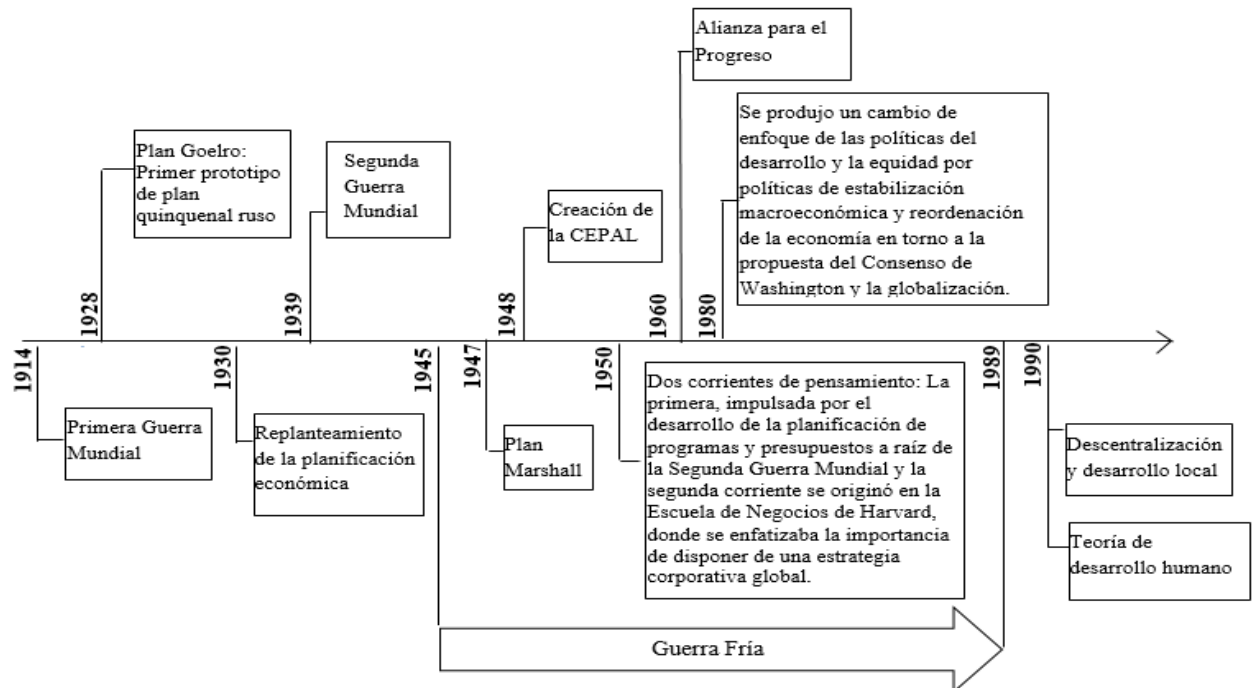 Alianza para el
Progreso
Se produjo un cambio de
enfoque de las políticas del
desarrollo y la equidad por
políticas de estabilización
macroeconómica y reordenación
de la economía en torno a la
propuesta del Consenso de
Washington y la globalización.
Plan Goelro:
Primer prototipo
de plan
quinquenal ruso
Segunda
Guerra
Mundial
Creación de
la CEPAL
1928
1939
1948
1960
1980
1914
1930
1945
1947
1950
1989
1990
Primera Guerra
Mundial
Replanteamiento
de la planificación
económica
Plan
Marshall
Dos corrientes de pensamiento: La
primera, impulsada por el
desarrollo de la planificación de
programas y presupuestos a raíz de
la Segunda Guerra Mundial y la
segunda corriente se originó en la
Escuela de Negocios de Harvard,
donde se enfatizaba la importancia
de disponer de una estrategia
corporativa global.
Descentralización
y desarrollo local
Teoría de
desarrollo humano
Guerra Fría